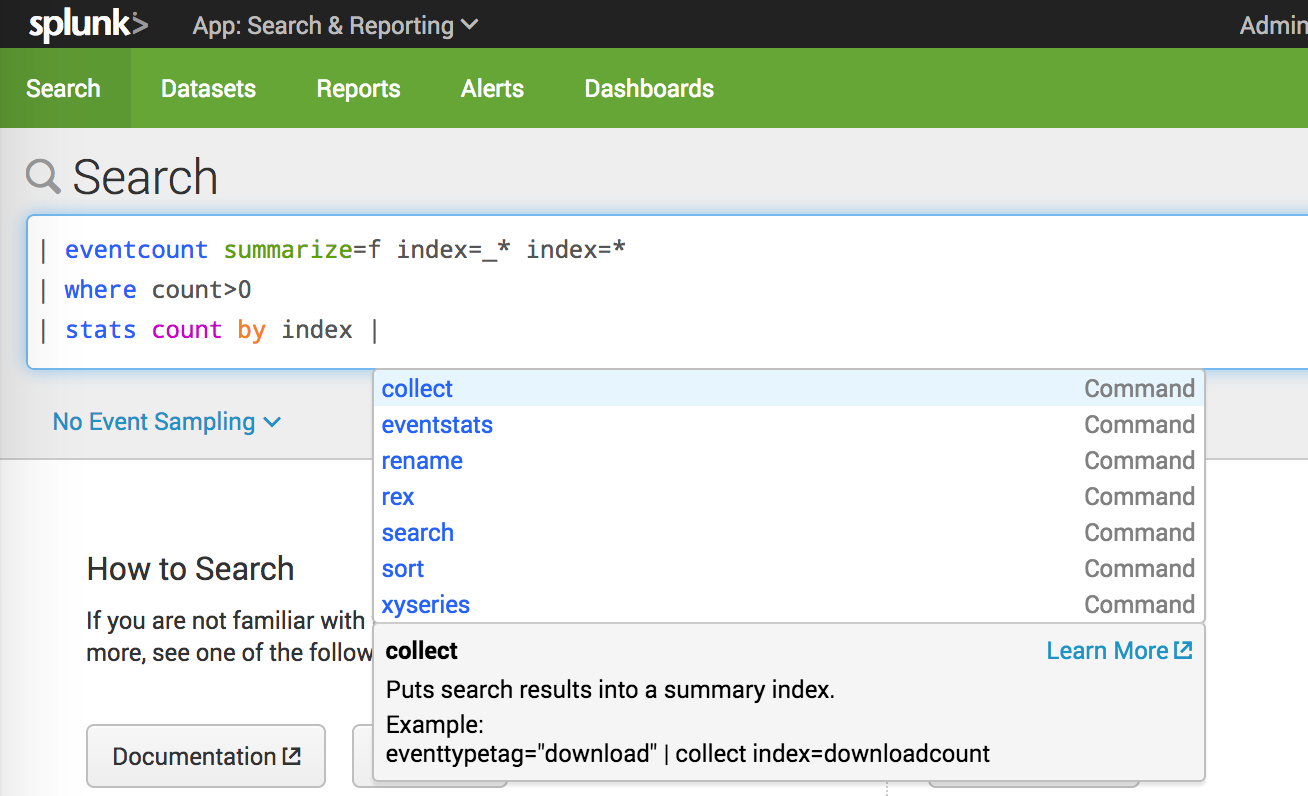 splunk> App: Search & Reporting Admin
Search Datasets Reports Alerts Dashboards
Search
| eventcount summarize=f index=_* index=*
| where count>0
| stats count by index |
collect Command
eventstats Command
rename Command
rex Command
search Command
sort Command
xyseries Command
No Event Sampling
collect Learn More
Puts search results into a summary index.
Example:
eventtypetag="download" | collect index=downloadcount
How to Search
If you are not familiar with
more, see one of the follow
Documentation